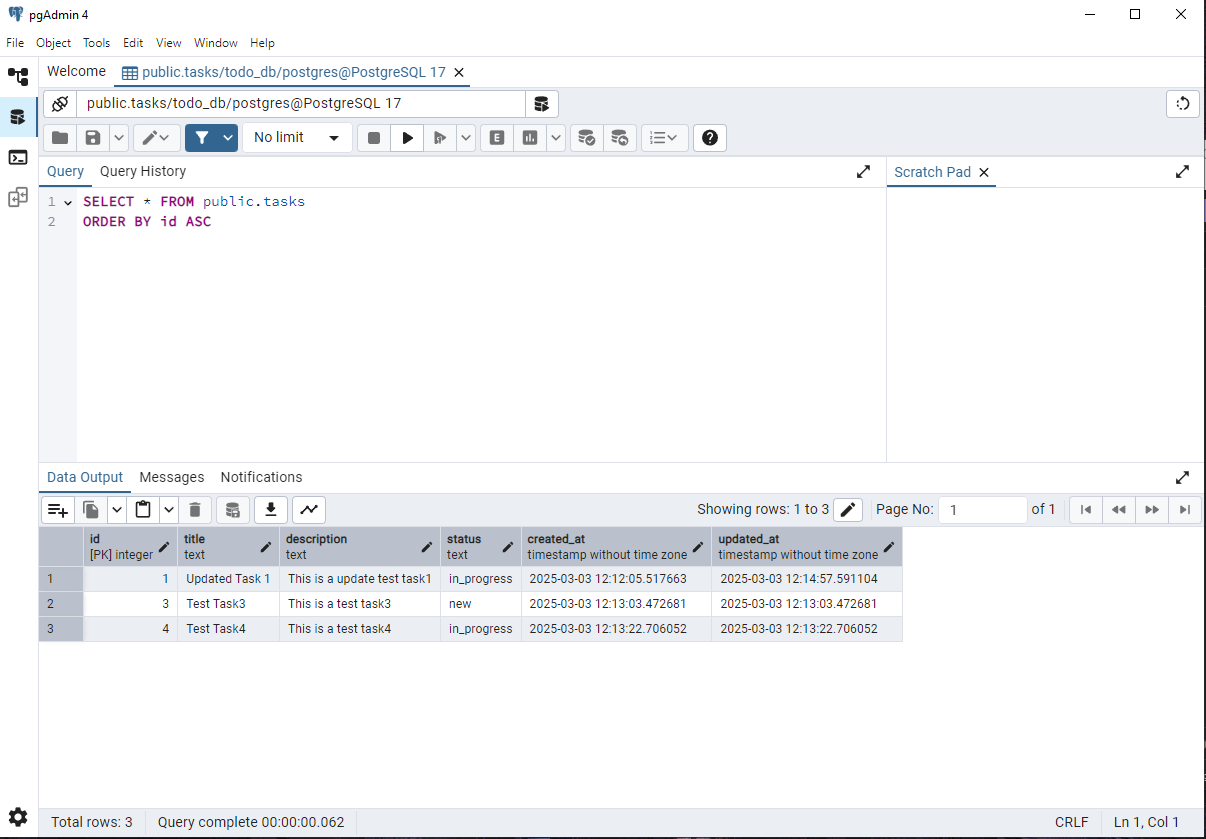 pgAdmin 4
File Object Tools Edit View Window Help
Welcome public.tasks/todo_db/postgres@PostgreSQL 17
public.tasks/todo_db/postgres@PostgreSQL 17
No limit E
Query Query History Scratch Pad
1 SELECT * FROM public.tasks
2 ORDER BY id ASC
Data Output Messages Notifications
Showing rows: 1 to 3 Page No: 1 of 1
id title description status created_at updated_at
[PK] integer text text text timestamp without time zone timestamp without time zone
1 1 Updated Task 1 This is a update test task1 in_progress 2025-03-03 12:12:05.517663 2025-03-03 12:14:57.591104
2 3 Test Task3 This is a test task3 new 2025-03-03 12:13:03.472681 2025-03-03 12:13:03.472681
3 4 Test Task4 This is a test task4 in_progress 2025-03-03 12:13:22.706052 2025-03-03 12:13:22.706052
Total rows: 3 Query complete 00:00:00.062 CRLF Ln 1, Col 1